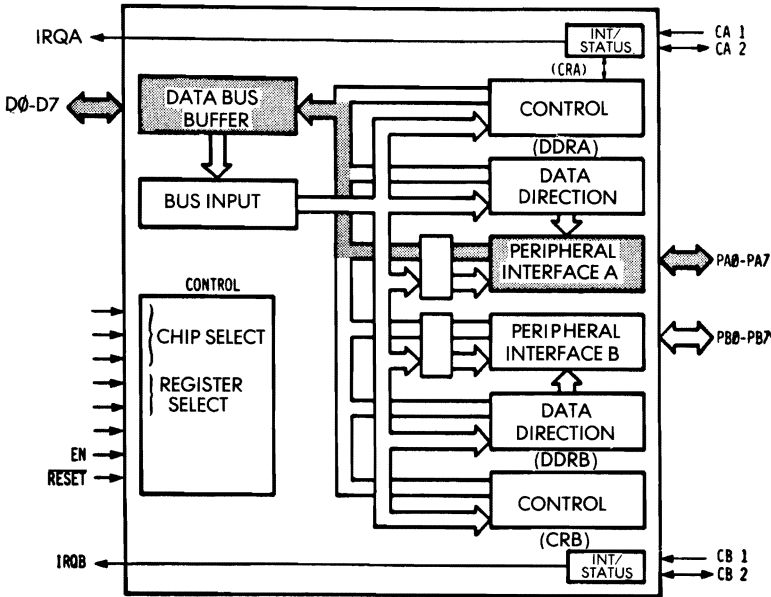 IRQA
INT/
STATUS
CA 1
CA 2
(CRA)
DØ-D7
DATA BUS
BUFFER
CONTROL
(DDRA)
DATA
DIRECTION
BUS INPUT
PERIPHERAL
INTERFACE A
PAØ-PA7
CONTROL
CHIP SELECT
REGISTER
SELECT
PERIPHERAL
INTERFACE B
PBØ-PB7
DATA
DIRECTION
(DDRB)
EN
RESET
CONTROL
(CRB)
IRQB
INT/
STATUS
CB 1
CB 2